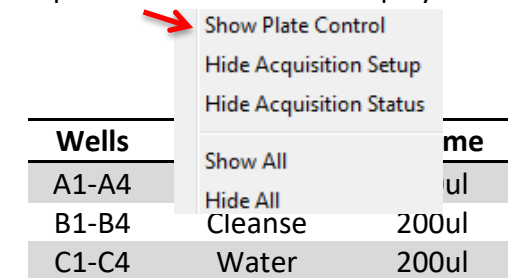 Show Plate Control
Hide Acquisition Setup
Hide Acquisition Status
Wells me
Show All
A1-A4 ul
Hide All
B1-B4 Cleanse 200ul
C1-C4 Water 200ul